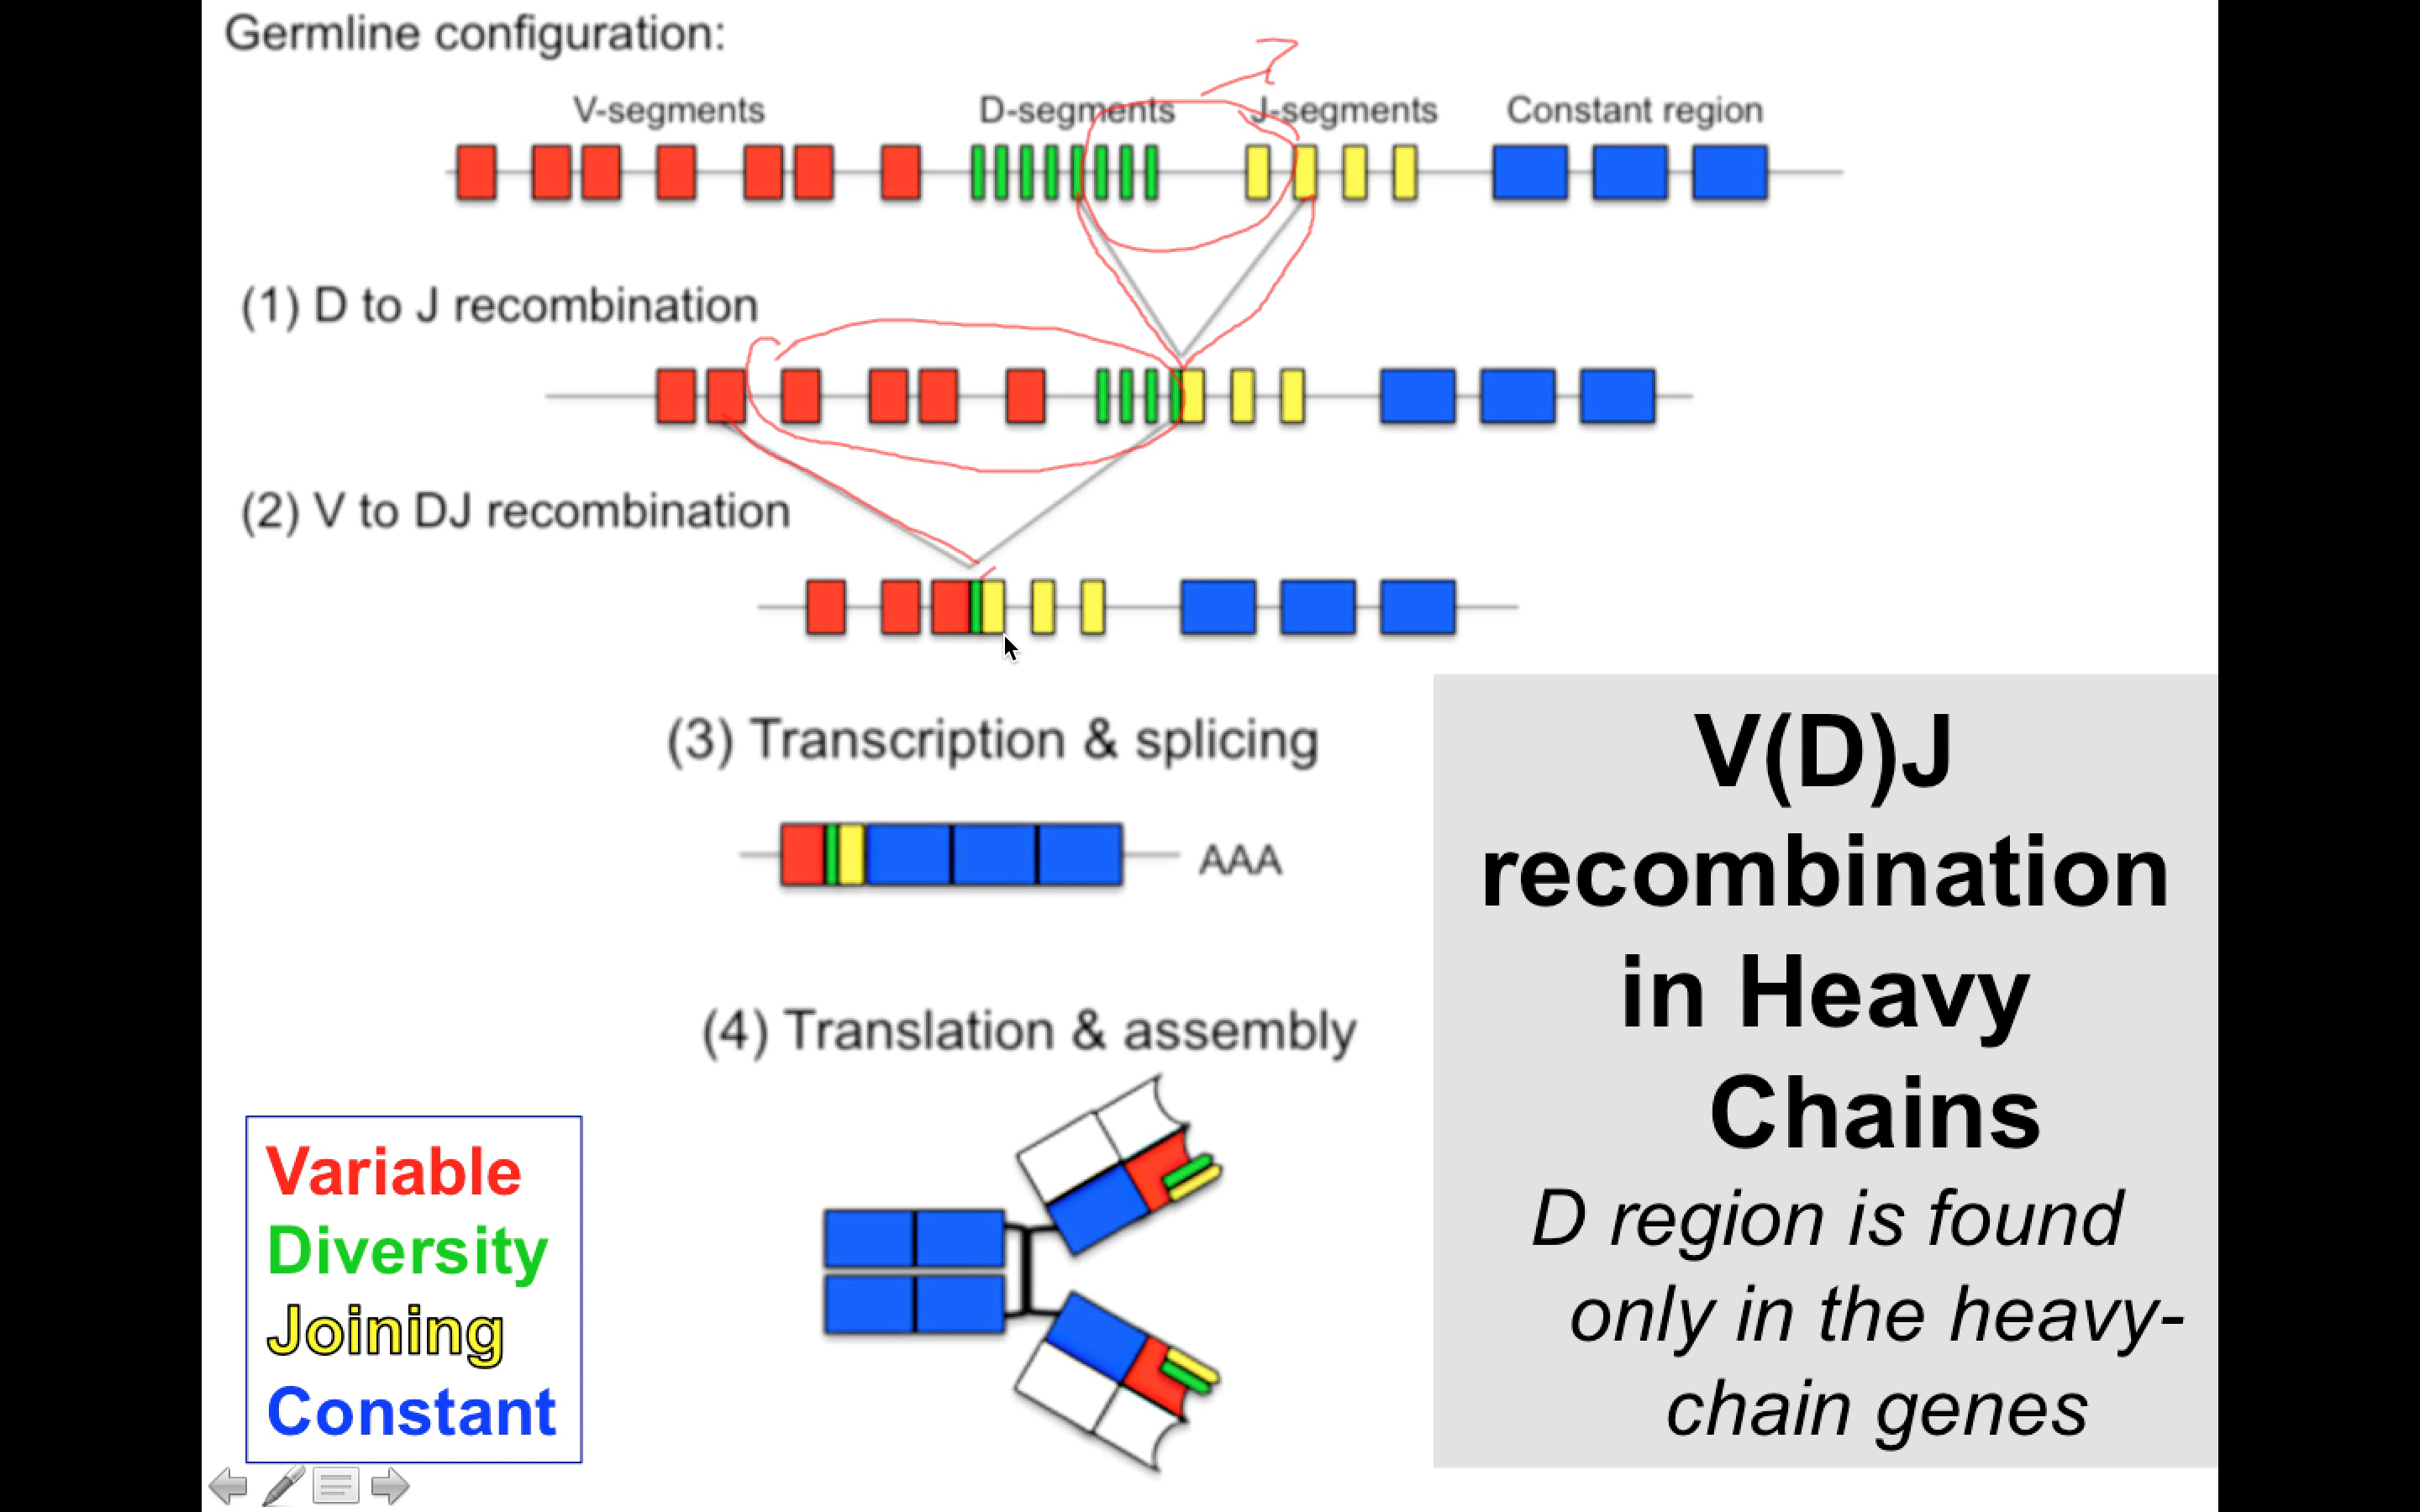 Germline configuration:
V-segments D-segments J-segments Constant region
(1) D to J recombination
(2) V to DJ recombination
(3) Transcription & splicing
AAA
(4) Translation & assembly
V(D)J
recombination
in Heavy
Chains
D region is found
only in the heavy-
chain genes
Variable
Diversity
Joining
Constant